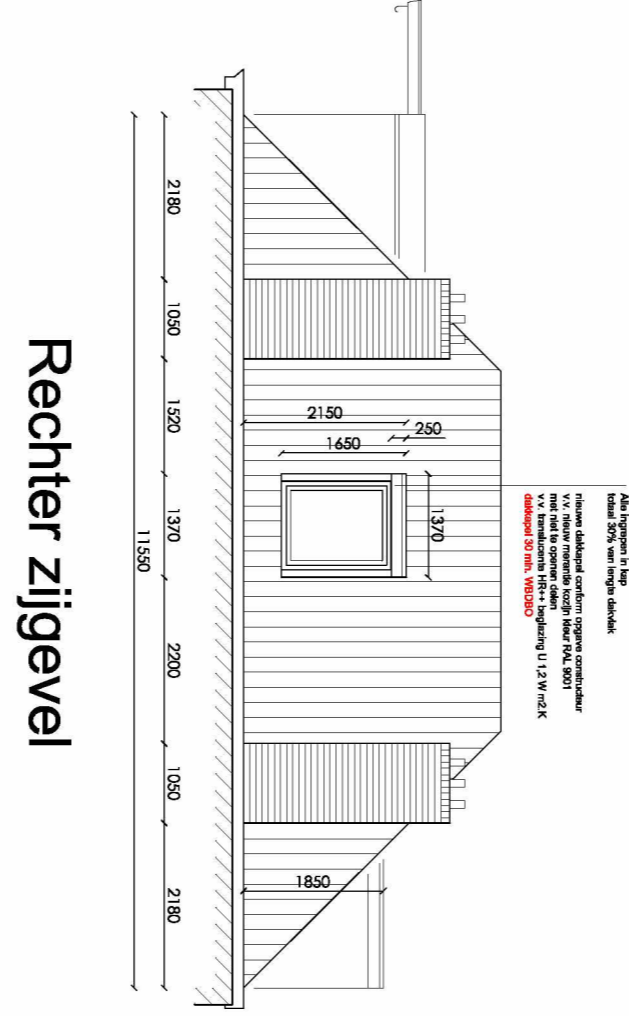 Alle ingrepen in kap
totaal 30% van lengte dakvlak
nieuwe dakkapel conform opgave constructeur
v.v. nieuw merantie kozijn kleur RAL 9001
met niet te openen delen
v.v. translucente HR++ beglazing U 1,2 W m2.K
dakkapel 30 min. WBDBO
250
2150
1650
1370
1850
2180
1050
1520
1370
2200
1050
2180
11550
Rechter zijgevel